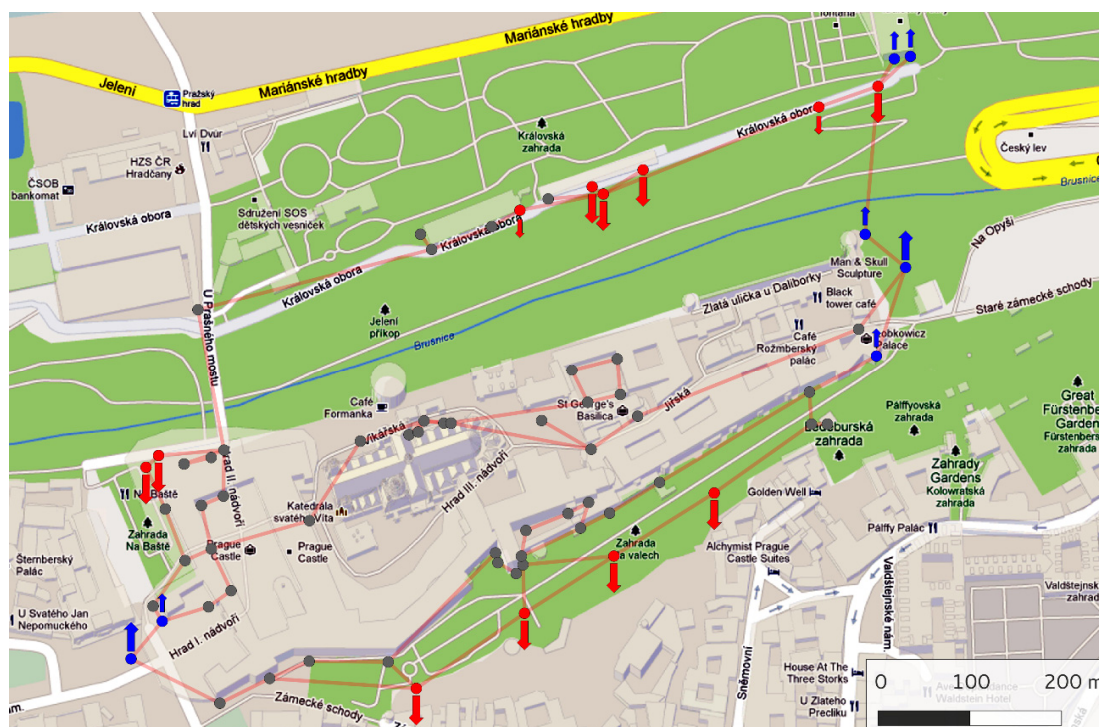 fontána
Mariánské hradby
Mariánské hradby
Jelení
Pražský
hrad
Lví Dvůr
HZS ČR
Hradčany
ČSOB
bankomat
Královská
zahrada
Královská obora
Český lev
Brusnice
Sdružení SOS
dětských vesniček
Královská obora
Královská obora
Královská obora
Na Opyši
Man & Skull
Sculpture
Zlatá ulička u Daliborky
Black
tower café
Staré zámecké schody
U Prašného mostu
Jelení
příkop
Brusnice
Café
Rožmberský
palác
Lobkowicz
Palace
Café
Formanka
St George's
Basilica
Jiřská
Vikářská
Pálffyovská
zahrada
Great
Fürstenberg
Garden
Fürstenberská
zahrada
Ledeburská
zahrada
Zahrady
Gardens
Kolowratská
zahrada
Hrad II. nádvoří
Hrad III. nádvoří
Na Baště
Katedrála
svatého Víta
Golden Well
Zahrada
Na Baště
Prague
Castle
Prague
Castle
Zahrada
Na valech
Alchymist Prague
Castle Suites
Pálffy Palác
Šternberský
Palác
Valdštejnské nám.
Valdštejnská
zahrada
U Svatého Jan
Nepomuckého
Hrad I. nádvoří
Sněmovní
House At The
Three Storks
U Zlateho
Preclíku
Zámecké schody
0 100 200 m
Waldstein Hotel